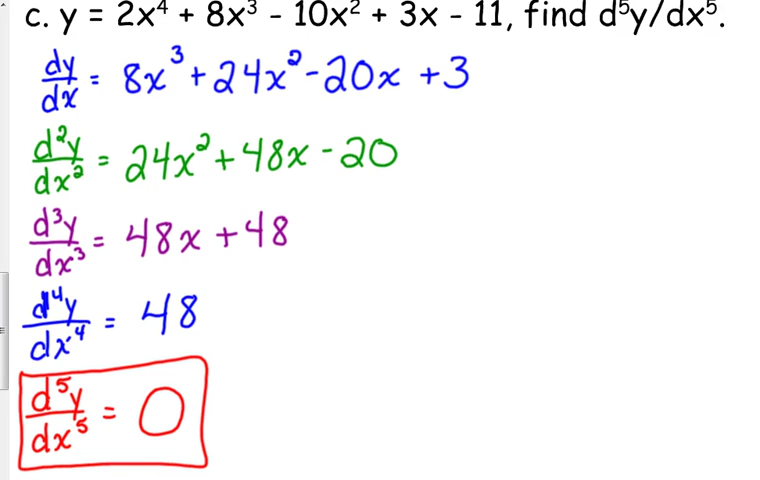 c. y = 2x⁴ + 8x³ - 10x² + 3x - 11, find d⁵y/dx⁵.
dy/dx = 8x³ + 24x² - 20x + 3
d²y/dx² = 24x² + 48x - 20
d³y/dx³ = 48x + 48
d⁴y/dx⁴ = 48
d⁵y/dx⁵ = 0